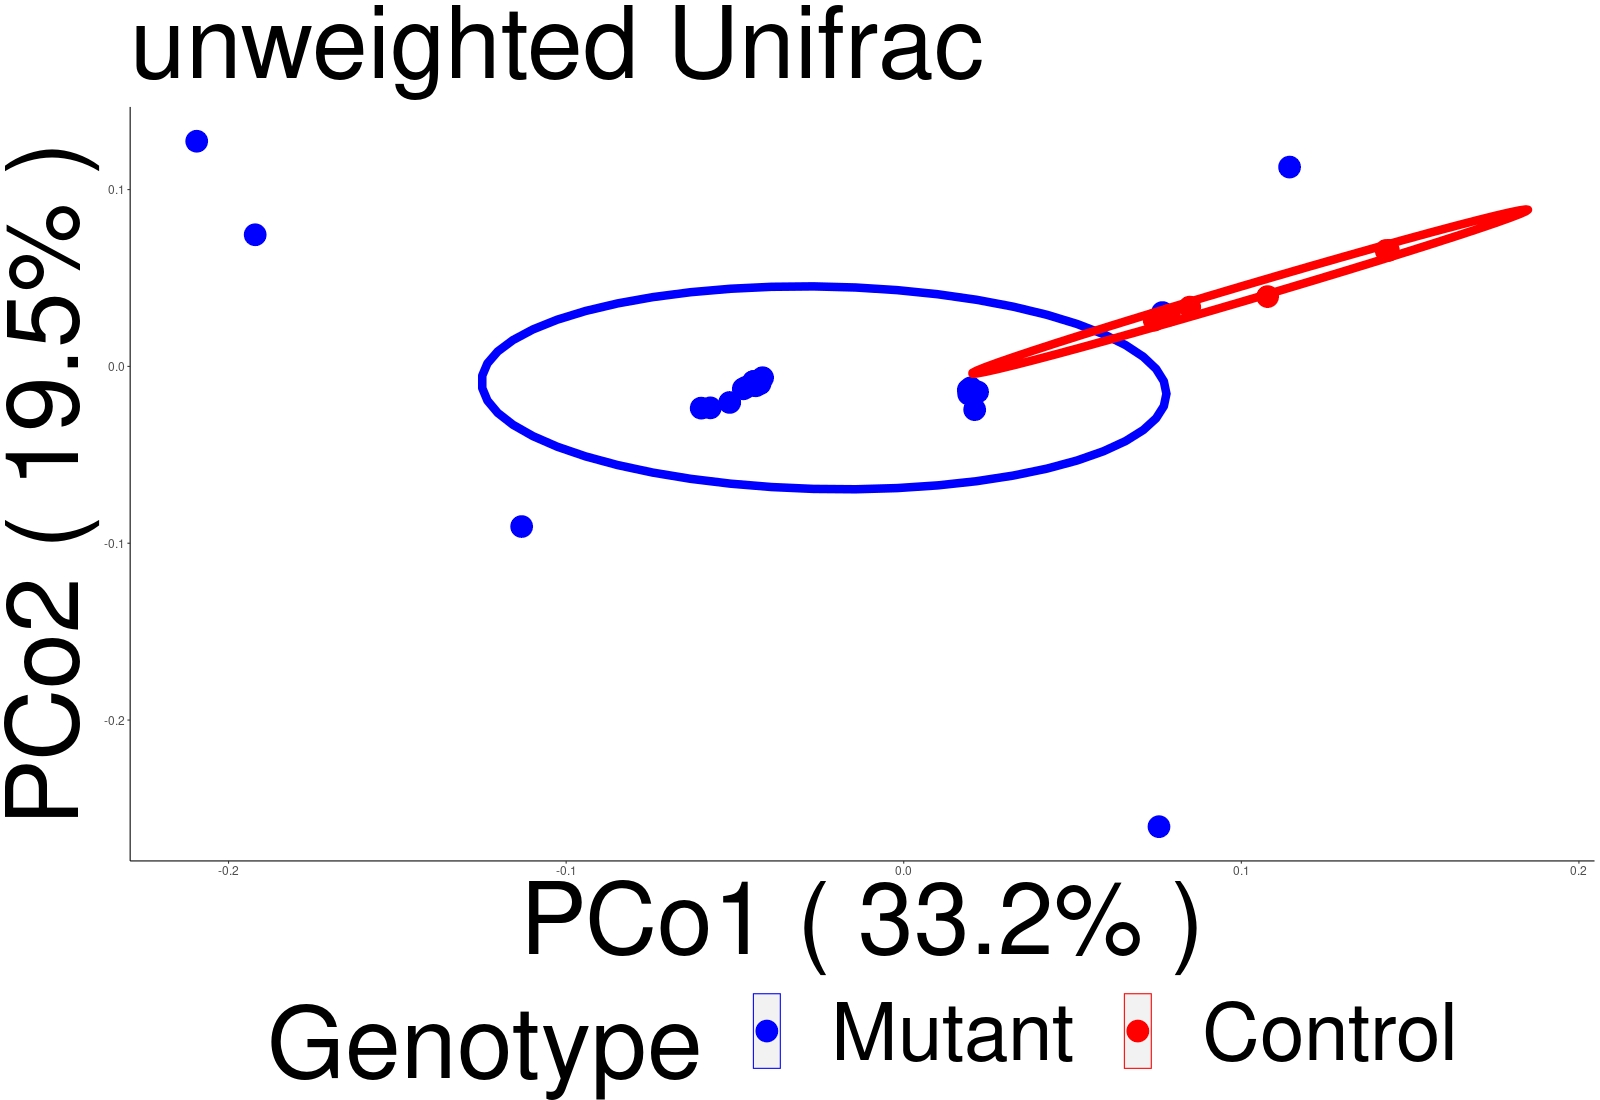 unweighted Unifrac
PCo2 ( 19.5% )
0.1
0.0
-0.1
-0.2
-0.2
-0.1
0.0
0.1
0.2
PCo1 ( 33.2% )
Genotype Mutant Control